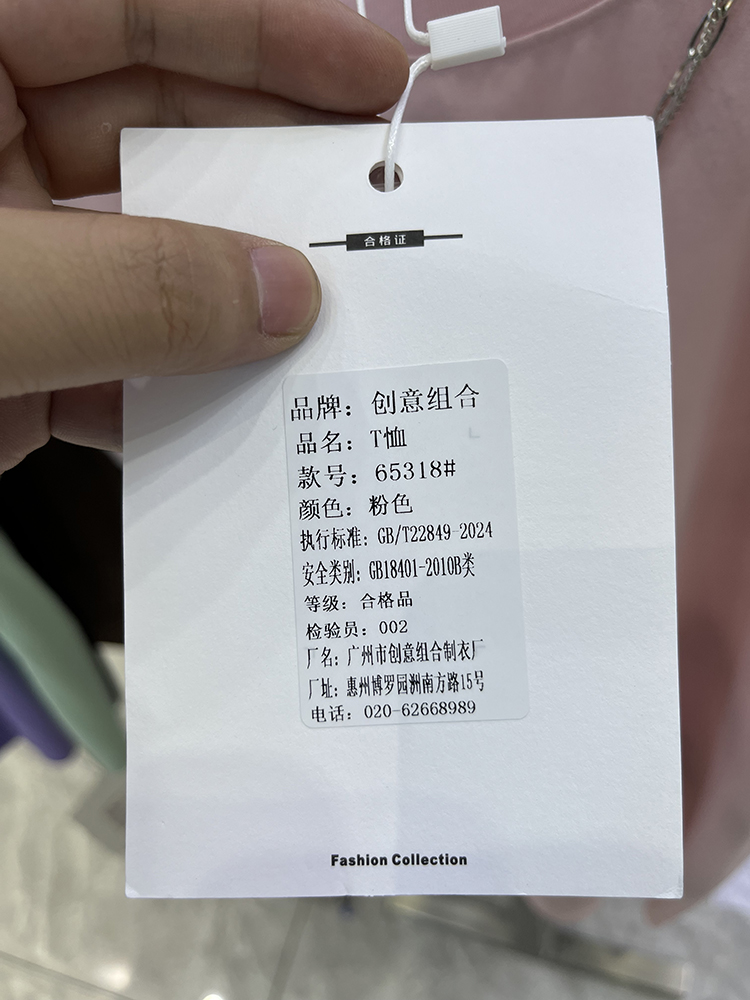 合格证
品牌：创意组合
品名：T恤
款号：65318#
颜色：粉色
执行标准：GB/T22849-2024
安全类别：GB18401-2010B类
等级：合格品
检验员：002
厂名：广州市创意组合制衣厂
厂址：惠州博罗园洲南方路15号
电话：020-62668989
Fashion Collection